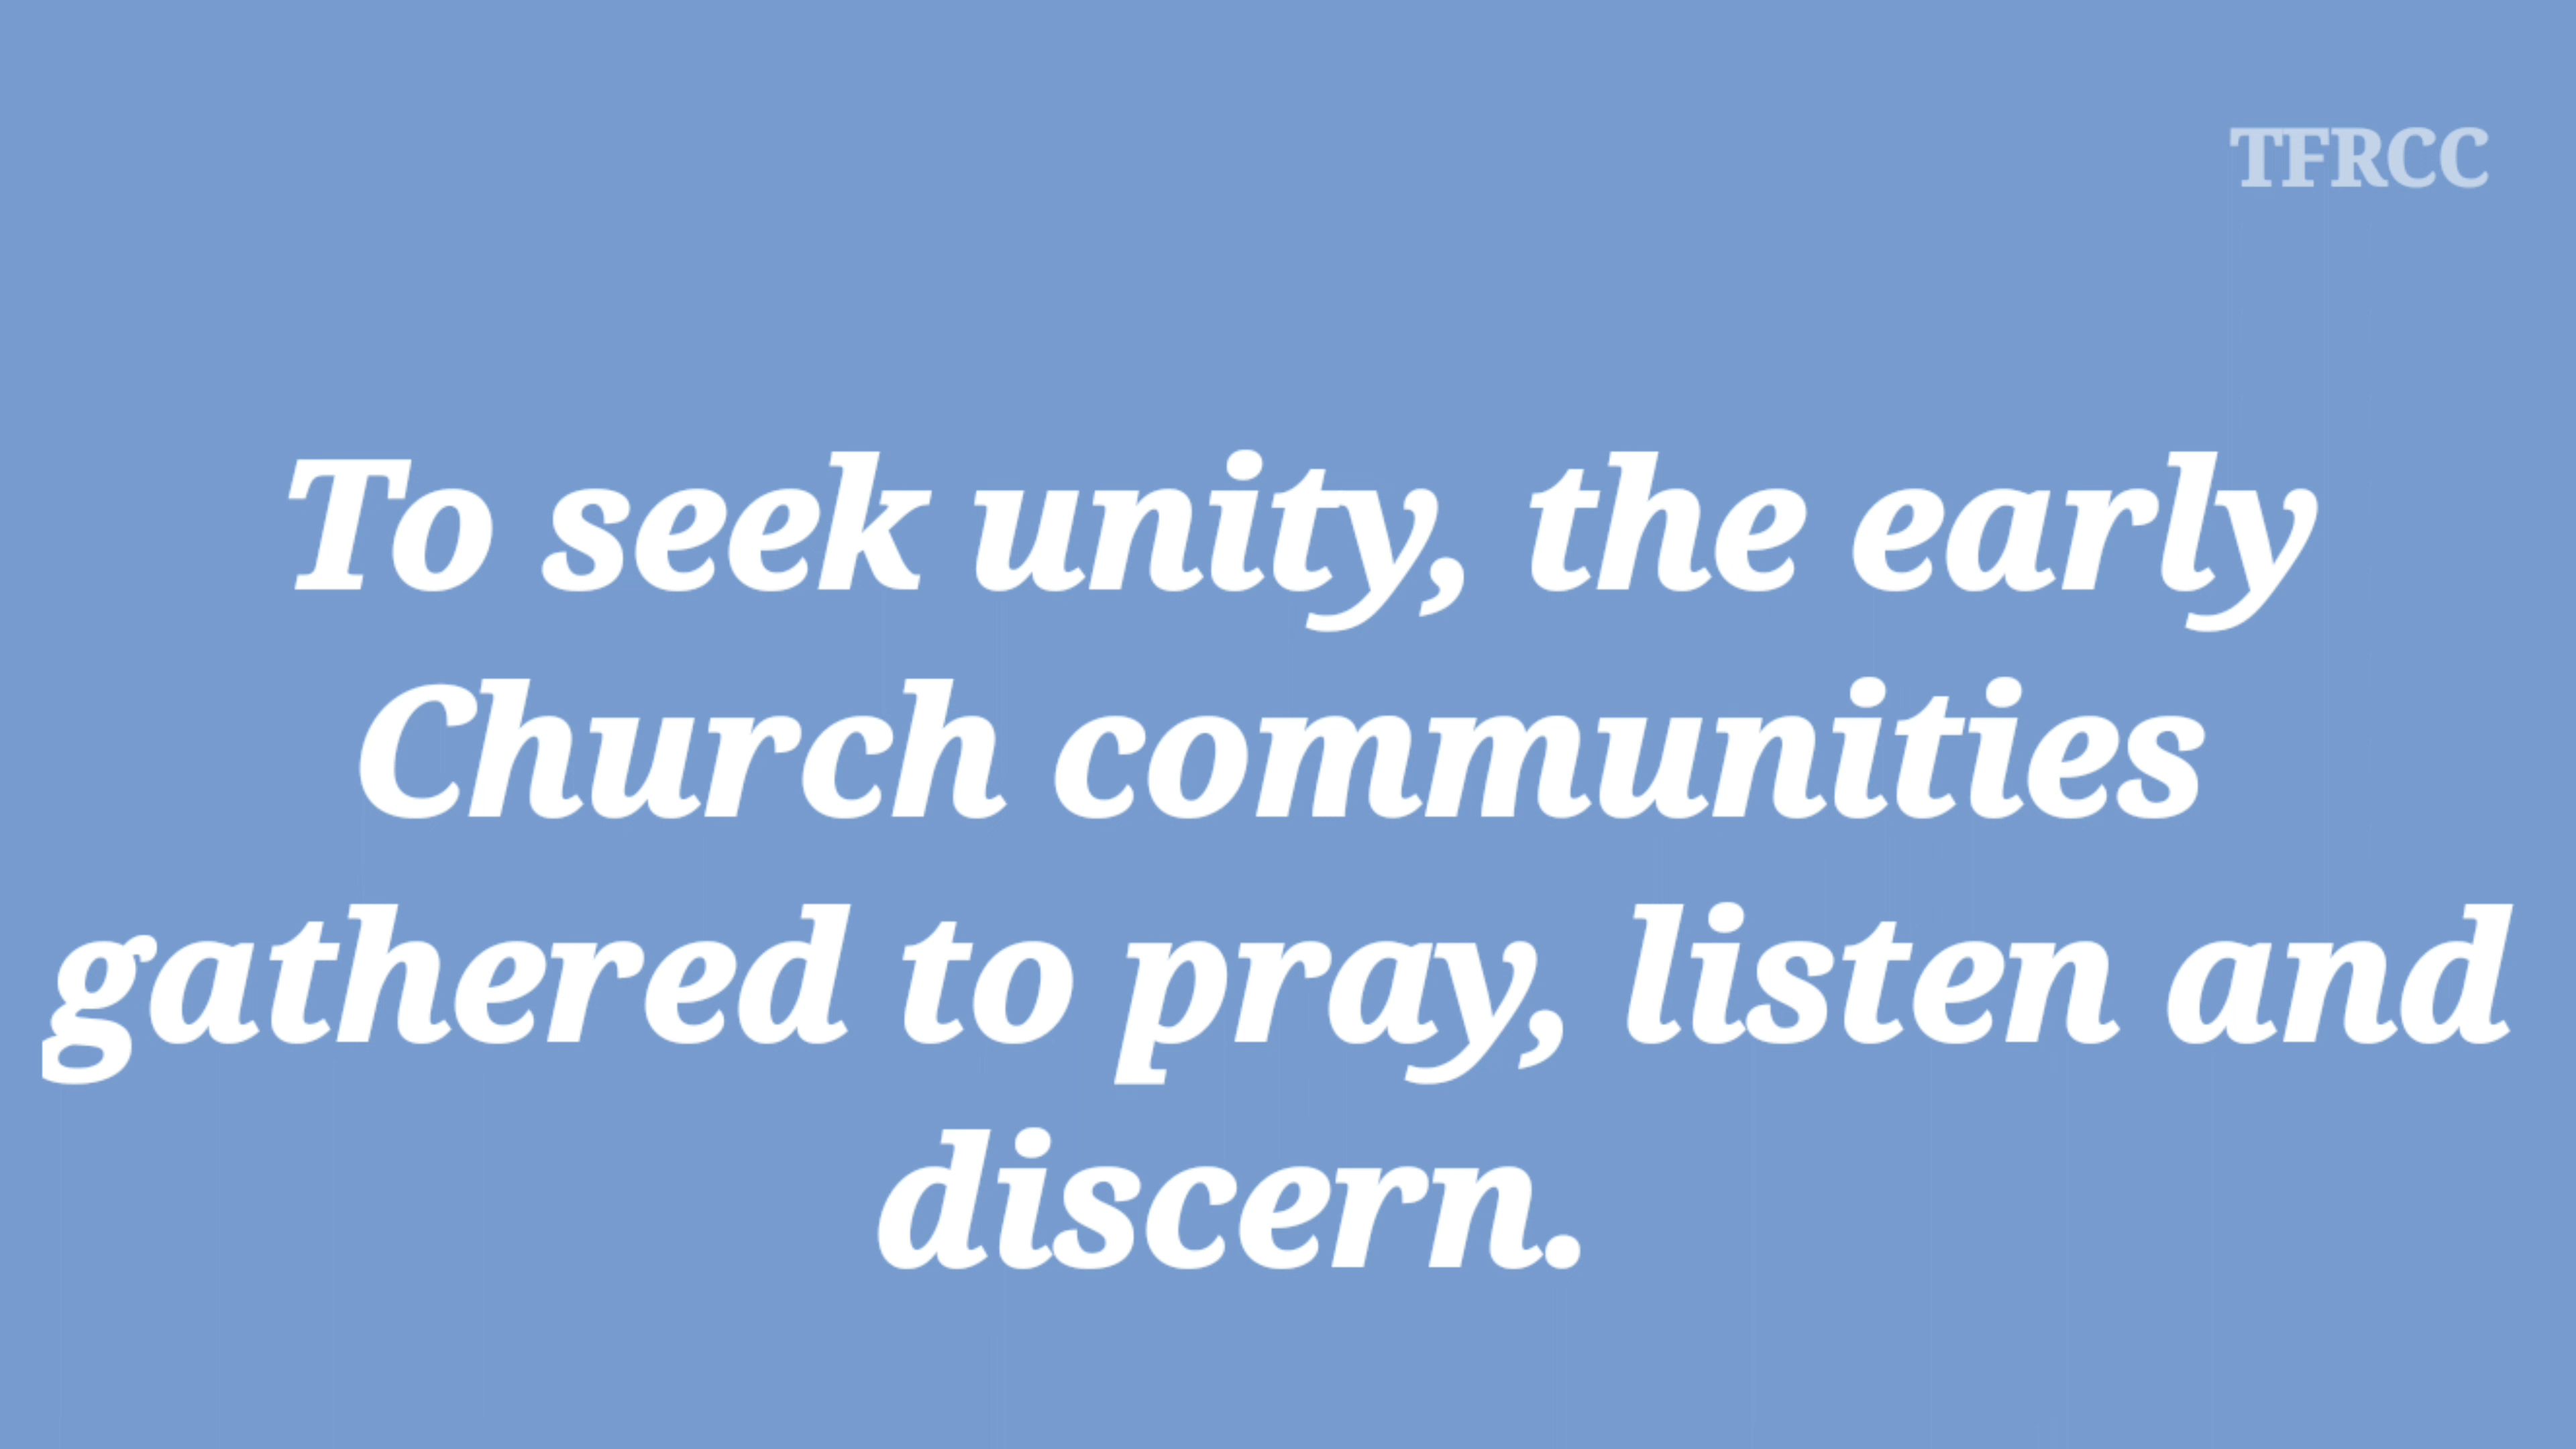 TFRCC
To seek unity, the early
Church communities
gathered to pray, listen and
discern.